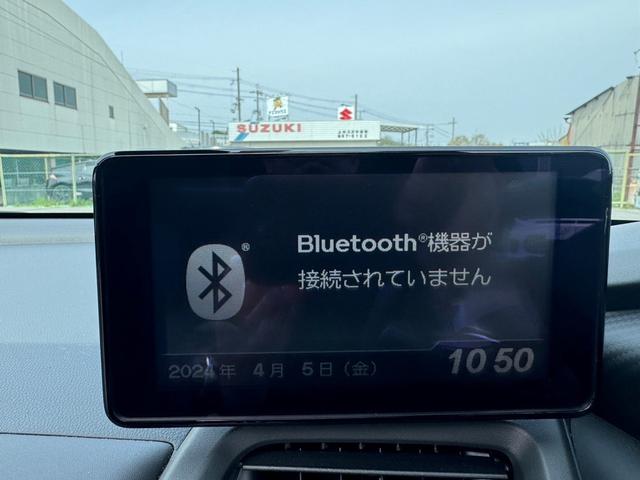 SUZUKI
Bluetooth®機器が
接続されていません
®
2024年 4月 5日（金） 10 50